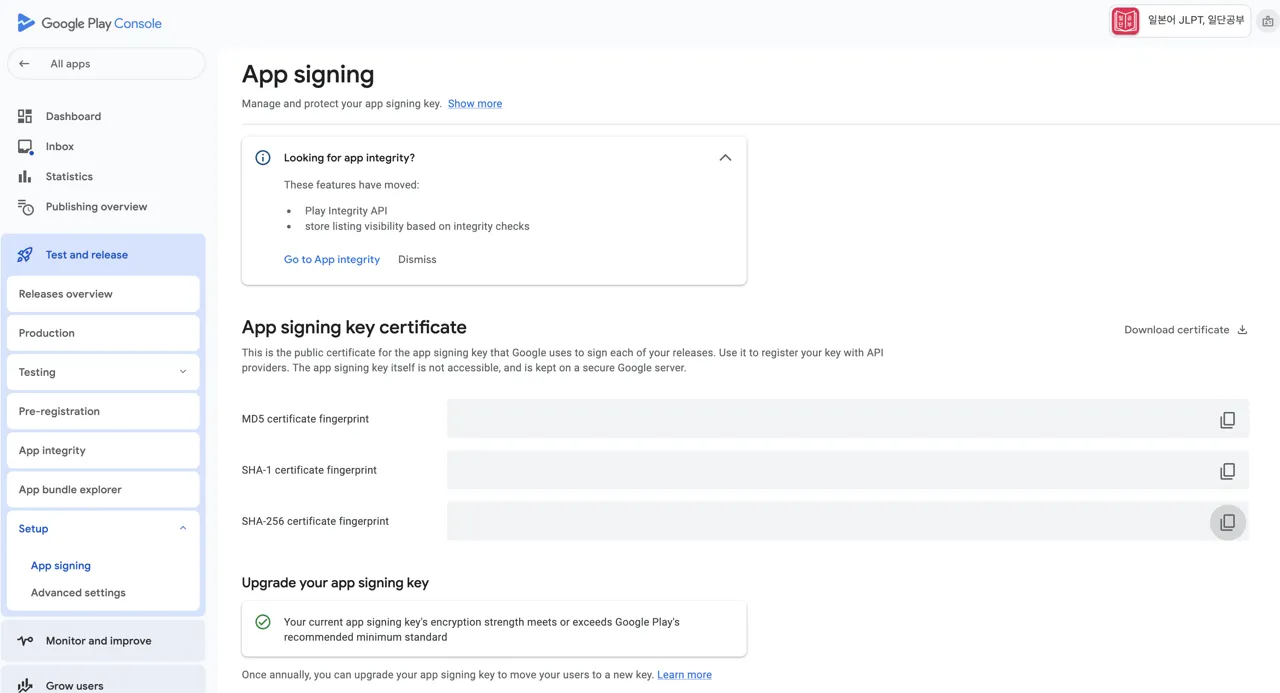 Google Play Console
일본어 JLPT, 일단공부
All apps
Dashboard
Inbox
Statistics
Publishing overview
Test and release
Releases overview
Production
Testing
Pre-registration
App integrity
App bundle explorer
Setup
App signing
Advanced settings
Monitor and improve
Grow users
App signing
Manage and protect your app signing key. Show more
Looking for app integrity?
These features have moved:
• Play Integrity API
• store listing visibility based on integrity checks
Go to App integrity Dismiss
App signing key certificate
Download certificate
This is the public certificate for the app signing key that Google uses to sign each of your releases. Use it to register your key with API
providers. The app signing key itself is not accessible, and is kept on a secure Google server.
MD5 certificate fingerprint
SHA-1 certificate fingerprint
SHA-256 certificate fingerprint
Upgrade your app signing key
Your current app signing key's encryption strength meets or exceeds Google Play's
recommended minimum standard
Once annually, you can upgrade your app signing key to move your users to a new key. Learn more